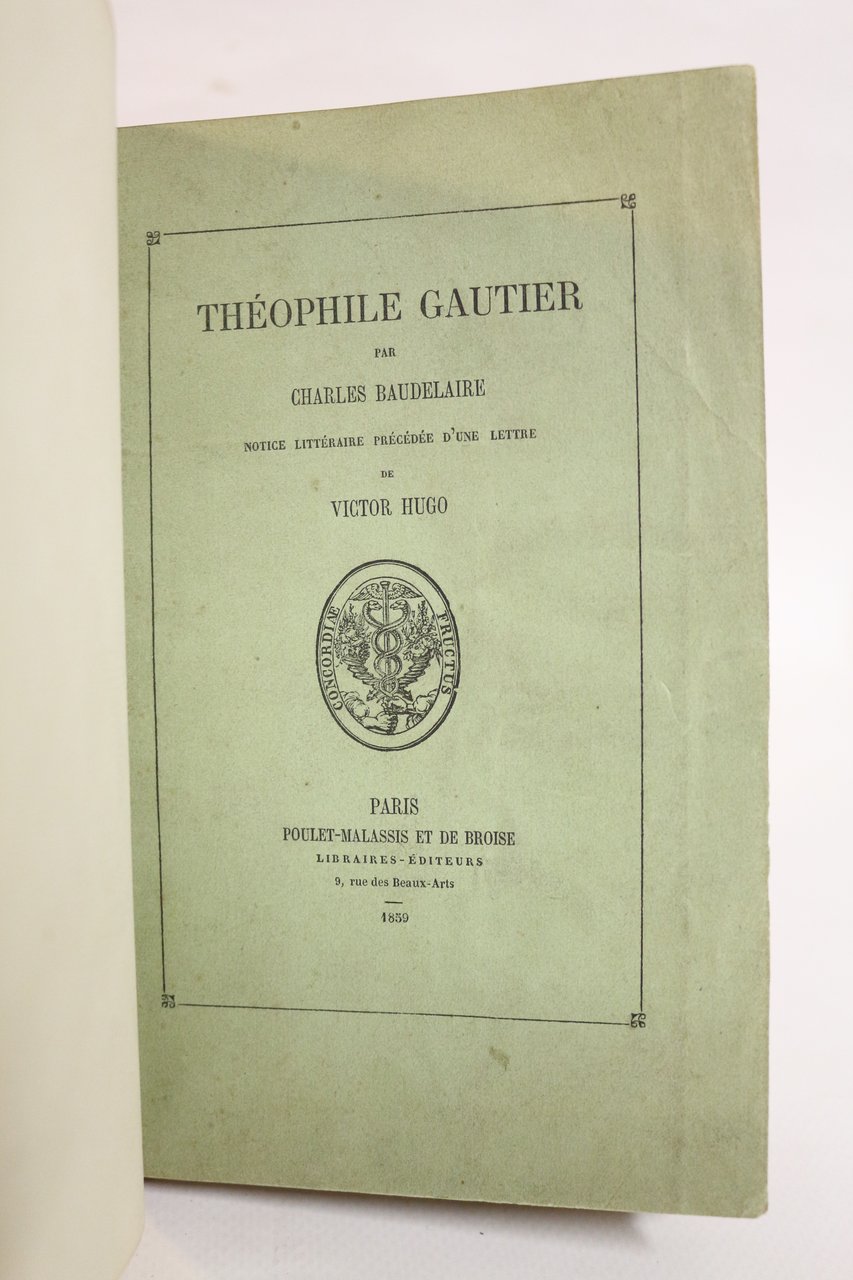 THÉOPHILE GAUTIER
PAR
CHARLES BAUDELAIRE
NOTICE LITTÉRAIRE PRÉCÉDÉE D'UNE LETTRE
DE
VICTOR HUGO
CONCORDIÆ FRUCTUS
PARIS
POULET-MALASSIS ET DE BROISE
LIBRAIRES-ÉDITEURS
9, rue des Beaux-Arts
1859